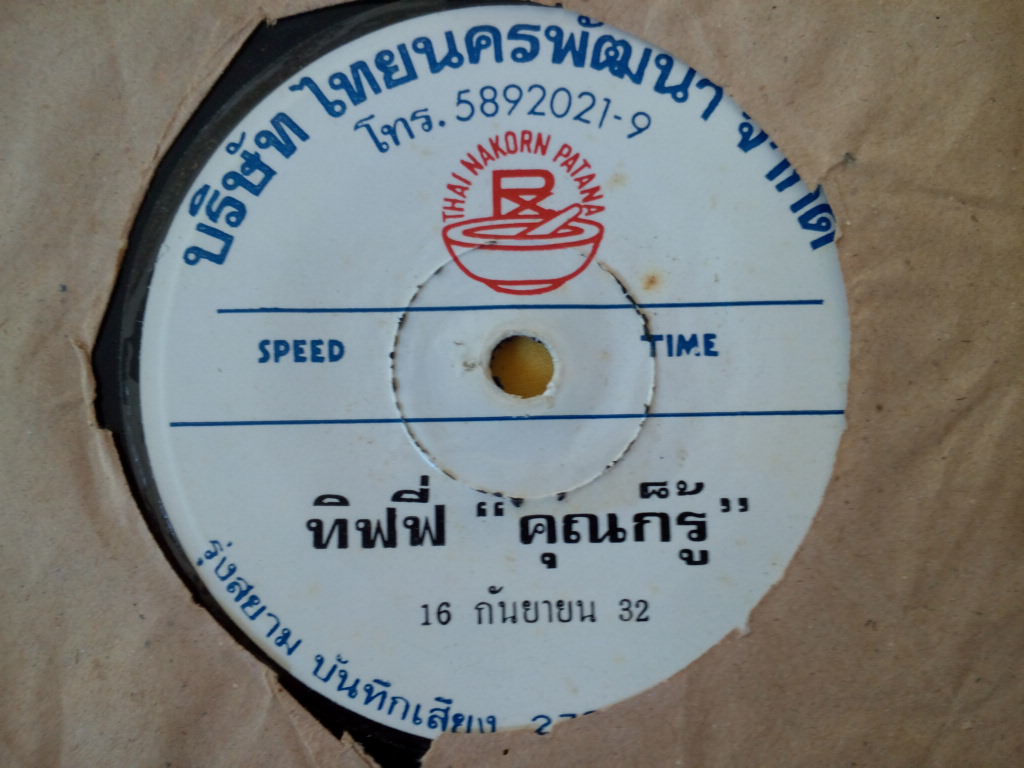 บริษัท ไทยนครพัฒนา จำกัด
โทร. 5892021-9
THAI NAKORN PATANA
SPEED TIME
ทิฟฟี่ “คุณก็รู้”
16 กันยายน 32
รุ่งสยาม บันทึกเสียง